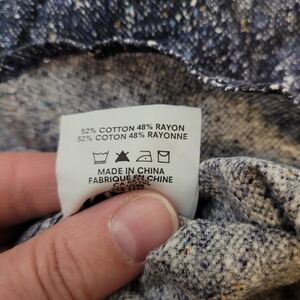 52% COTTON 48% RAYON
52% COTON 48% RAYONNE
MADE IN CHINA
FABRIQUE EN CHINE